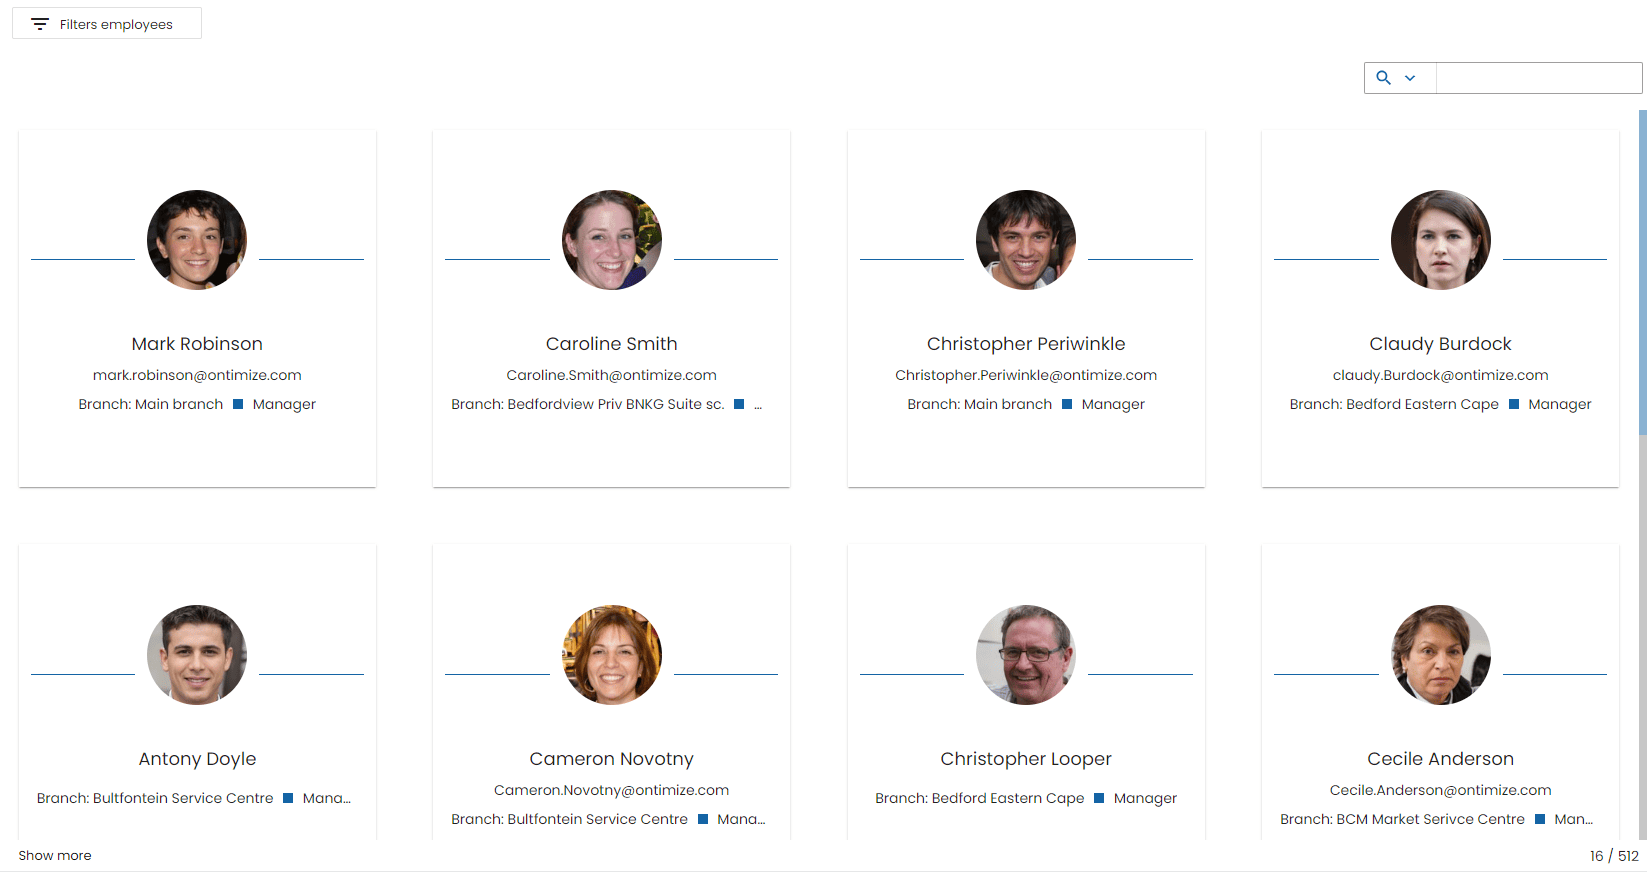 Filters employees
Mark Robinson
mark.robinson@ontimize.com
Branch: Main branch Manager
Caroline Smith
Caroline.Smith@ontimize.com
Branch: Bedfordview Priv BNKG Suite sc. ...
Christopher Periwinkle
Christopher.Periwinkle@ontimize.com
Branch: Main branch Manager
Claudy Burdock
claudy.Burdock@ontimize.com
Branch: Bedford Eastern Cape Manager
Antony Doyle
Branch: Bultfontein Service Centre Mana...
Cameron Novotny
Cameron.Novotny@ontimize.com
Branch: Bultfontein Service Centre Mana...
Christopher Looper
Branch: Bedford Eastern Cape Manager
Cecile Anderson
Cecile.Anderson@ontimize.com
Branch: BCM Market Serivce Centre Man...
Show more
16 / 512